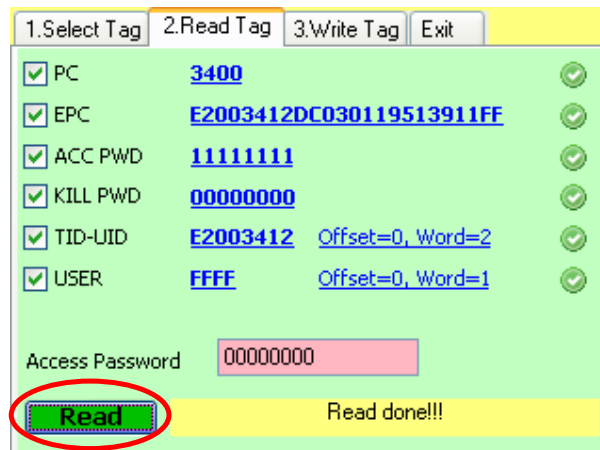 1.Select Tag 2.Read Tag 3.Write Tag Exit
PC 3400
EPC E2003412DC030119513911FF
ACC PWD 11111111
KILL PWD 00000000
TID-UID E2003412 Offset=0, Word=2
USER FFFF Offset=0, Word=1
Access Password 00000000
Read Read done!!!